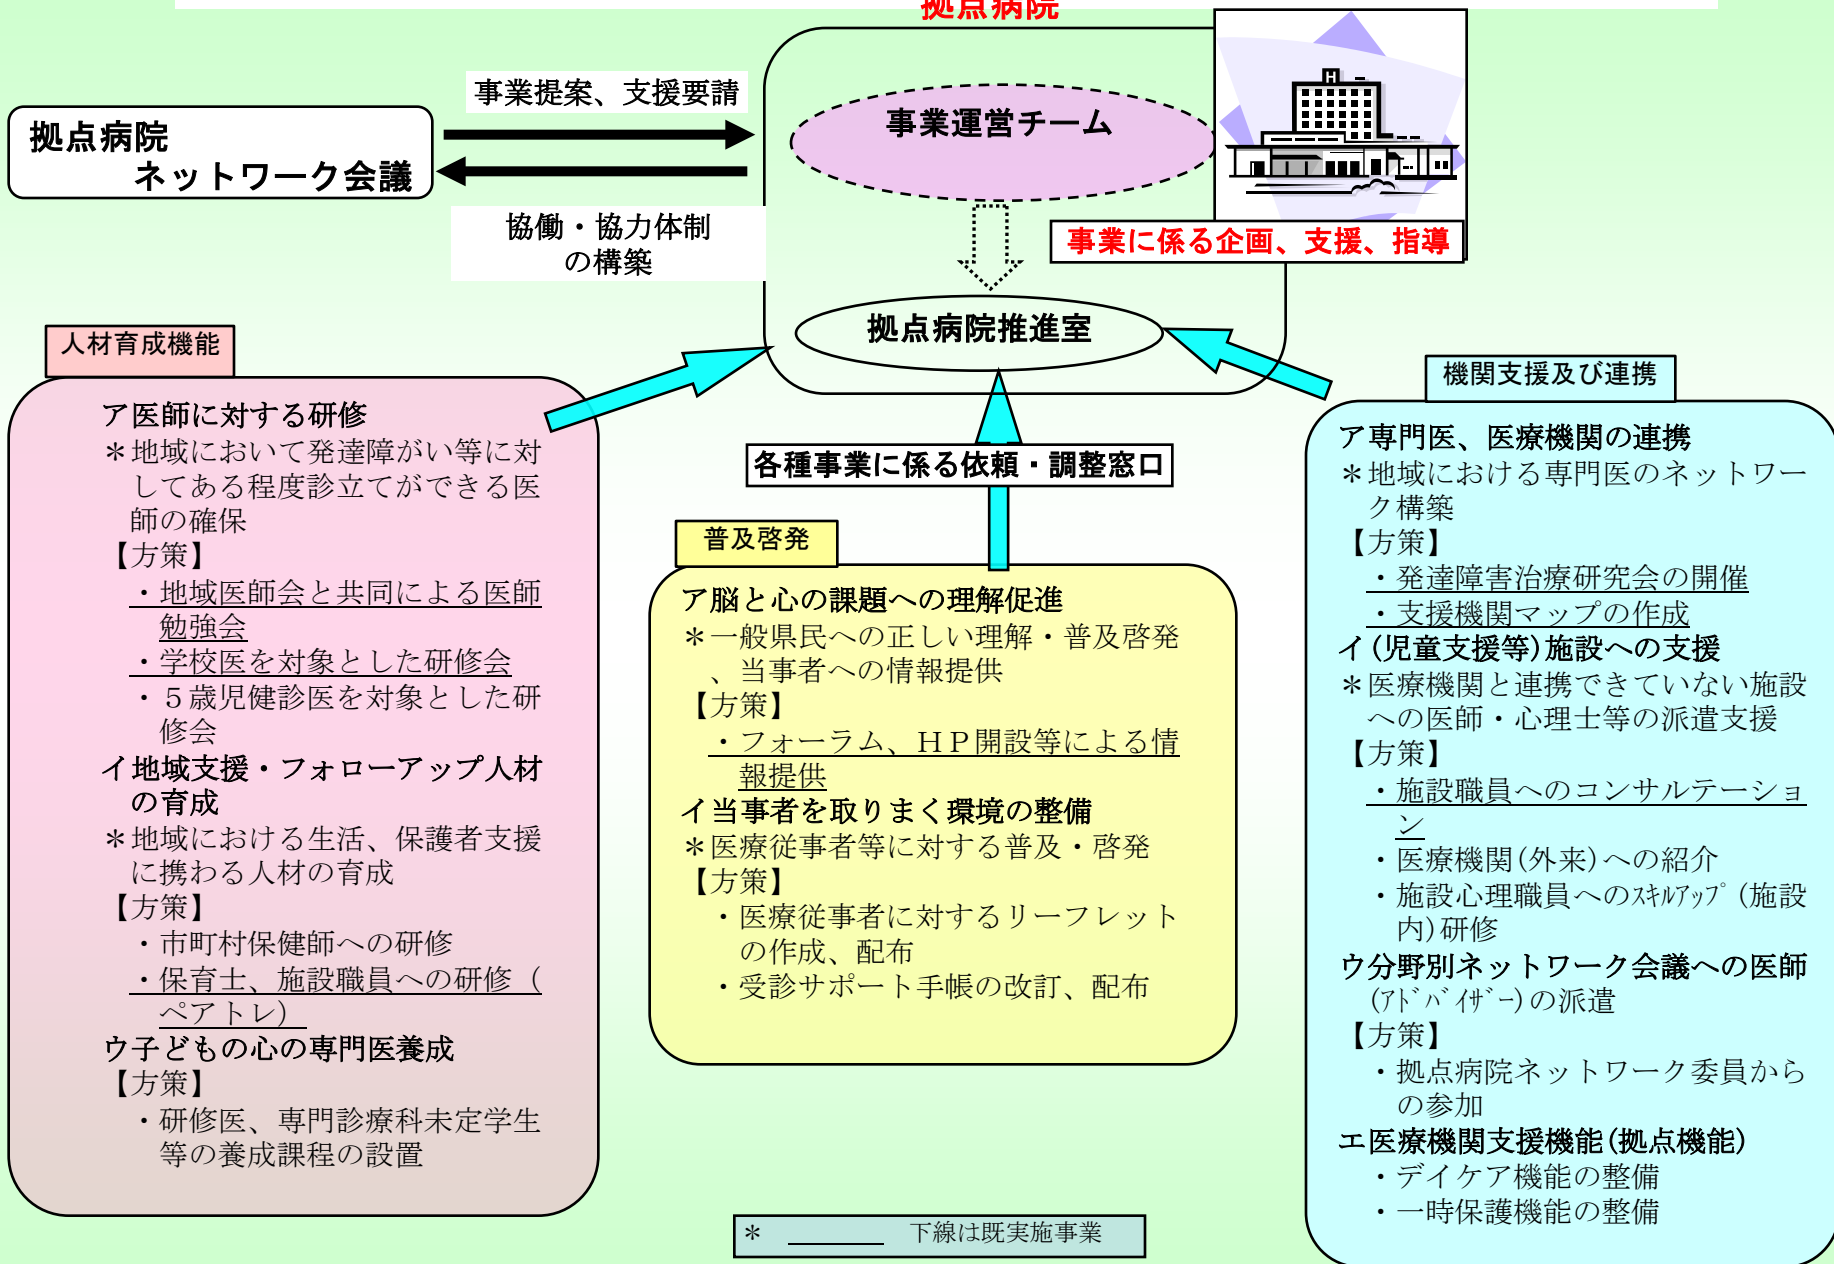 拠点病院
事業提案、支援要請
拠点病院
ネットワーク会議
協働・協力体制
の構築
事業運営チーム
事業に係る企画、支援、指導
拠点病院推進室
各種事業に係る依頼・調整窓口
人材育成機能
ア医師に対する研修
＊地域において発達障がい等に対
してある程度診立てができる医
師の確保
【方策】
・地域医師会と共同による医師
勉強会
・学校医を対象とした研修会
・５歳児健診医を対象とした研
修会
イ地域支援・フォローアップ人材
の育成
＊地域における生活、保護者支援
に携わる人材の育成
【方策】
・市町村保健師への研修
・保育士、施設職員への研修（
ペアトレ）
ウ子どもの心の専門医養成
【方策】
・研修医、専門診療科未定学生
等の養成課程の設置
普及啓発
ア脳と心の課題への理解促進
＊一般県民への正しい理解・普及啓発
、当事者への情報提供
【方策】
・フォーラム、ＨＰ開設等による情
報提供
イ当事者を取りまく環境の整備
＊医療従事者等に対する普及・啓発
【方策】
・医療従事者に対するリーフレット
の作成、配布
・受診サポート手帳の改訂、配布
機関支援及び連携
ア専門医、医療機関の連携
＊地域における専門医のネットワー
ク構築
【方策】
・発達障害治療研究会の開催
・支援機関マップの作成
イ(児童支援等)施設への支援
＊医療機関と連携できていない施設
への医師・心理士等の派遣支援
【方策】
・施設職員へのコンサルテーショ
ン
・医療機関(外来)への紹介
・施設心理職員へのｽｷﾙｱｯﾌﾟ(施設
内)研修
ウ分野別ネットワーク会議への医師
(ｱﾄﾞﾊﾞｲｻﾞｰ)の派遣
【方策】
・拠点病院ネットワーク委員から
の参加
エ医療機関支援機能(拠点機能)
・デイケア機能の整備
・一時保護機能の整備
＊ ＿＿＿＿ 下線は既実施事業